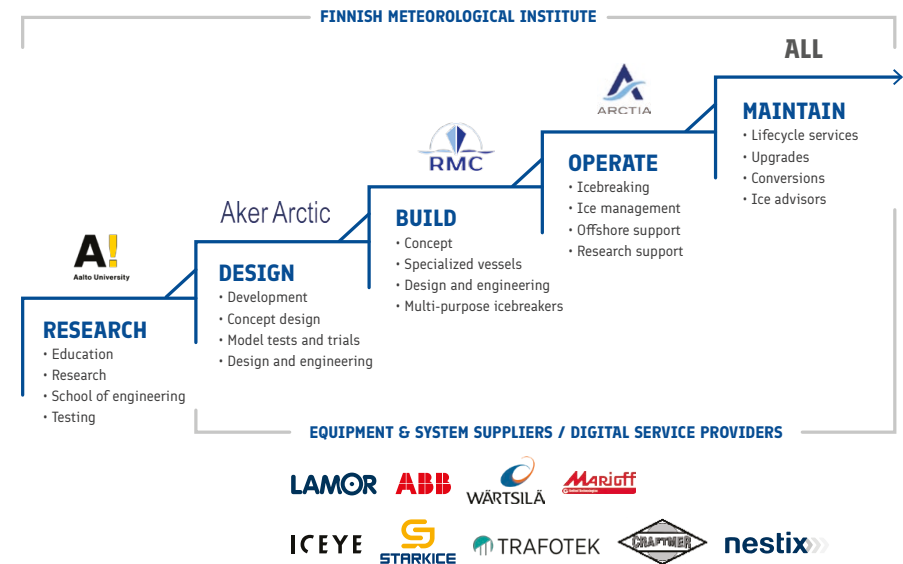 FINNISH METEOROLOGICAL INSTITUTE
A!
Aalto University
RESEARCH
• Education
• Research
• School of engineering
• Testing
Aker Arctic
DESIGN
• Development
• Concept design
• Model tests and trials
• Design and engineering
RMC
BUILD
• Concept
• Specialized vessels
• Design and engineering
• Multi-purpose icebreakers
ARCTIA
OPERATE
• Icebreaking
• Ice management
• Offshore support
• Research support
ALL
MAINTAIN
• Lifecycle services
• Upgrades
• Conversions
• Ice advisors
EQUIPMENT & SYSTEM SUPPLIERS / DIGITAL SERVICE PROVIDERS
LAMOR ABB WÄRTSILÄ Marioff
ICEYE STARKICE TRAFOTEK CRAFTMER nestix